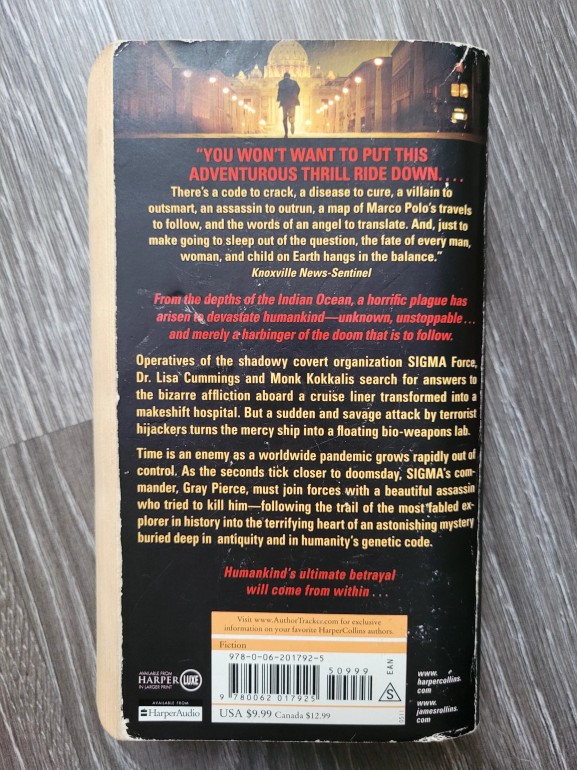 "YOU WON'T WANT TO PUT THIS
ADVENTUROUS THRILL RIDE DOWN....
There's a code to crack, a disease to cure, a villain to
outsmart, an assassin to outrun, a map of Marco Polo's travels
to follow, and the words of an angel to translate. And, just to
make going to sleep out of the question, the fate of every man,
woman, and child on Earth hangs in the balance."
Knoxville News-Sentinel
From the depths of the Indian Ocean, a horrific plague has
arisen to devastate humankind—unknown, unstoppable...
and merely a harbinger of the doom that is to follow.
Operatives of the shadowy covert organization SIGMA Force,
Dr. Lisa Cummings and Monk Kokkalis search for answers to
the bizarre affliction aboard a cruise liner transformed into a
makeshift hospital. But a sudden and savage attack by terrorist
hijackers turns the mercy ship into a floating bio-weapons lab.
Time is an enemy as a worldwide pandemic grows rapidly out of
control. As the seconds tick closer to doomsday, SIGMA's com-
mander, Gray Pierce, must join forces with a beautiful assassin
who tried to kill him—following the trail of the most fabled ex-
plorer in history into the terrifying heart of an astonishing mystery
buried deep in antiquity and in humanity's genetic code.
Humankind's ultimate betrayal
will come from within...
Visit www.AuthorTracker.com for exclusive
information on your favorite HarperCollins authors.
Fiction
978-0-06-201792-5
50999
EAN
S
9 780062 017925
USA $9.99 Canada $12.99
AVAILABLE FROM
HARPER LUXE
IN LARGER PRINT
AVAILABLE FROM
HarperAudio
www.
harpercollins.
com
www.
jamesrollins.
com